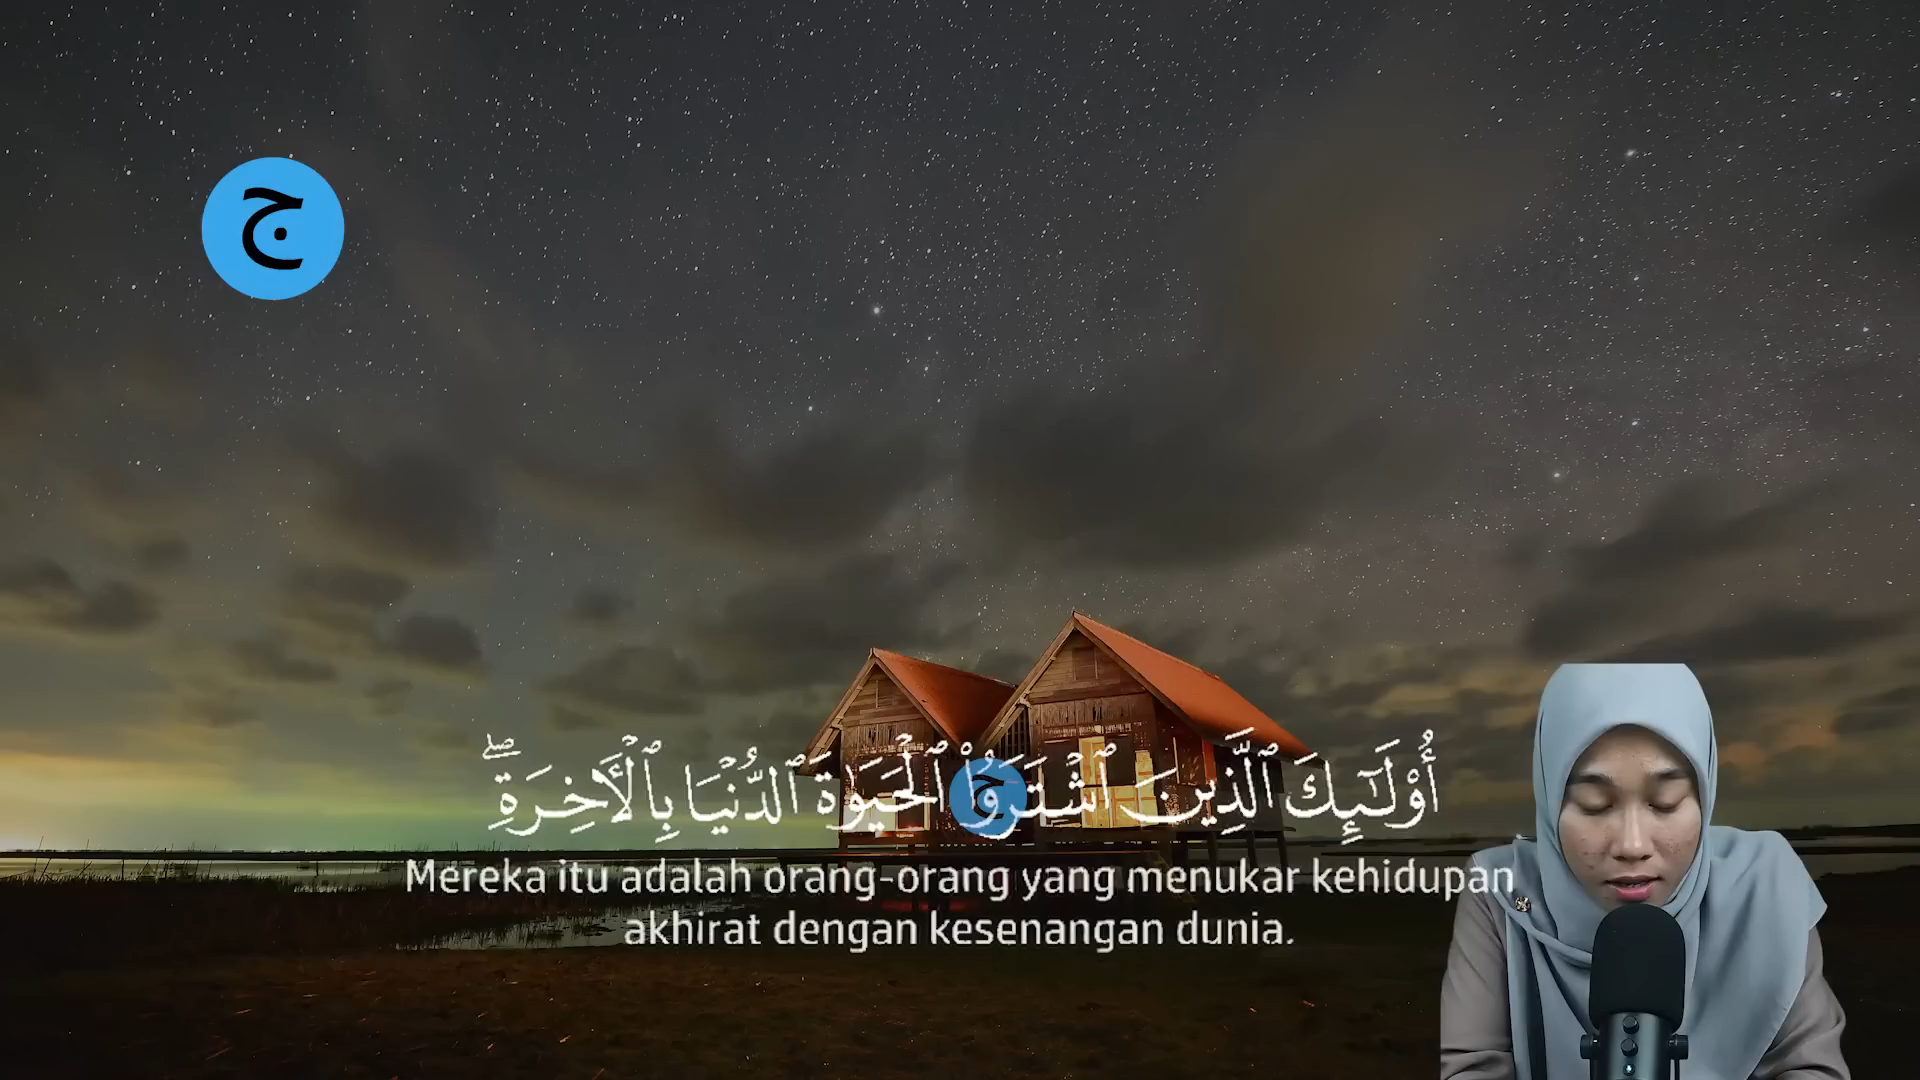 ج
أُو۟لَـٰٓئِكَ ٱلَّذِينَ ٱشْتَرَوُا۟ ٱلْحَيَوٰةَ ٱلدُّنْيَا بِٱلْـَٔاخِرَةِ ۖ
ج
Mereka itu adalah orang-orang yang menukar kehidupan
akhirat dengan kesenangan dunia.